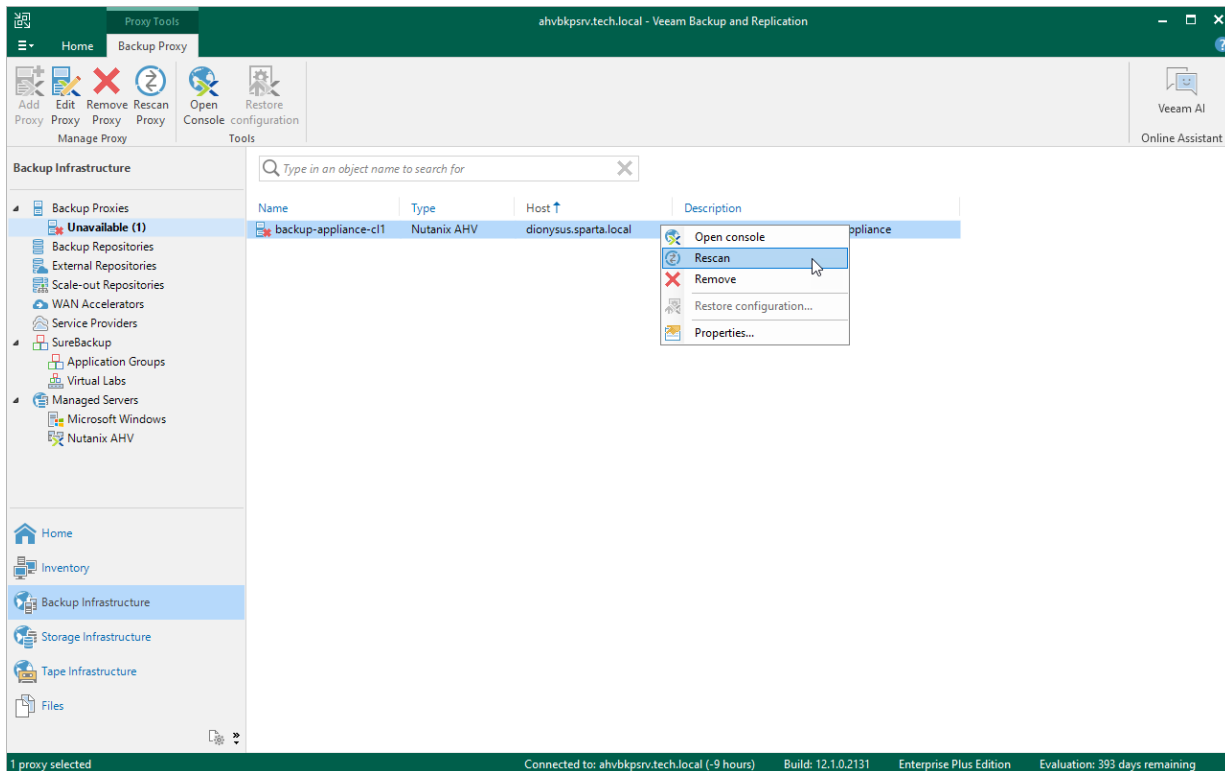 Proxy Tools
ahvbkpsrv.tech.local - Veeam Backup and Replication
Home
Backup Proxy
?
Add Proxy
Edit Proxy
Remove Proxy
Rescan Proxy
Manage Proxy
Open Console
Restore configuration
Tools
Veeam AI
Online Assistant
Backup Infrastructure
Backup Proxies
Unavailable (1)
Backup Repositories
External Repositories
Scale-out Repositories
WAN Accelerators
Service Providers
SureBackup
Application Groups
Virtual Labs
Managed Servers
Microsoft Windows
Nutanix AHV
Home
Inventory
Backup Infrastructure
Storage Infrastructure
Tape Infrastructure
Files
Type in an object name to search for
Name Type Host Description
backup-appliance-cl1 Nutanix AHV dionysus.sparta.local
Open console
Rescan
Remove
Restore configuration...
Properties...
1 proxy selected
Connected to: ahvbkpsrv.tech.local (-9 hours)
Build: 12.1.0.2131
Enterprise Plus Edition
Evaluation: 393 days remaining